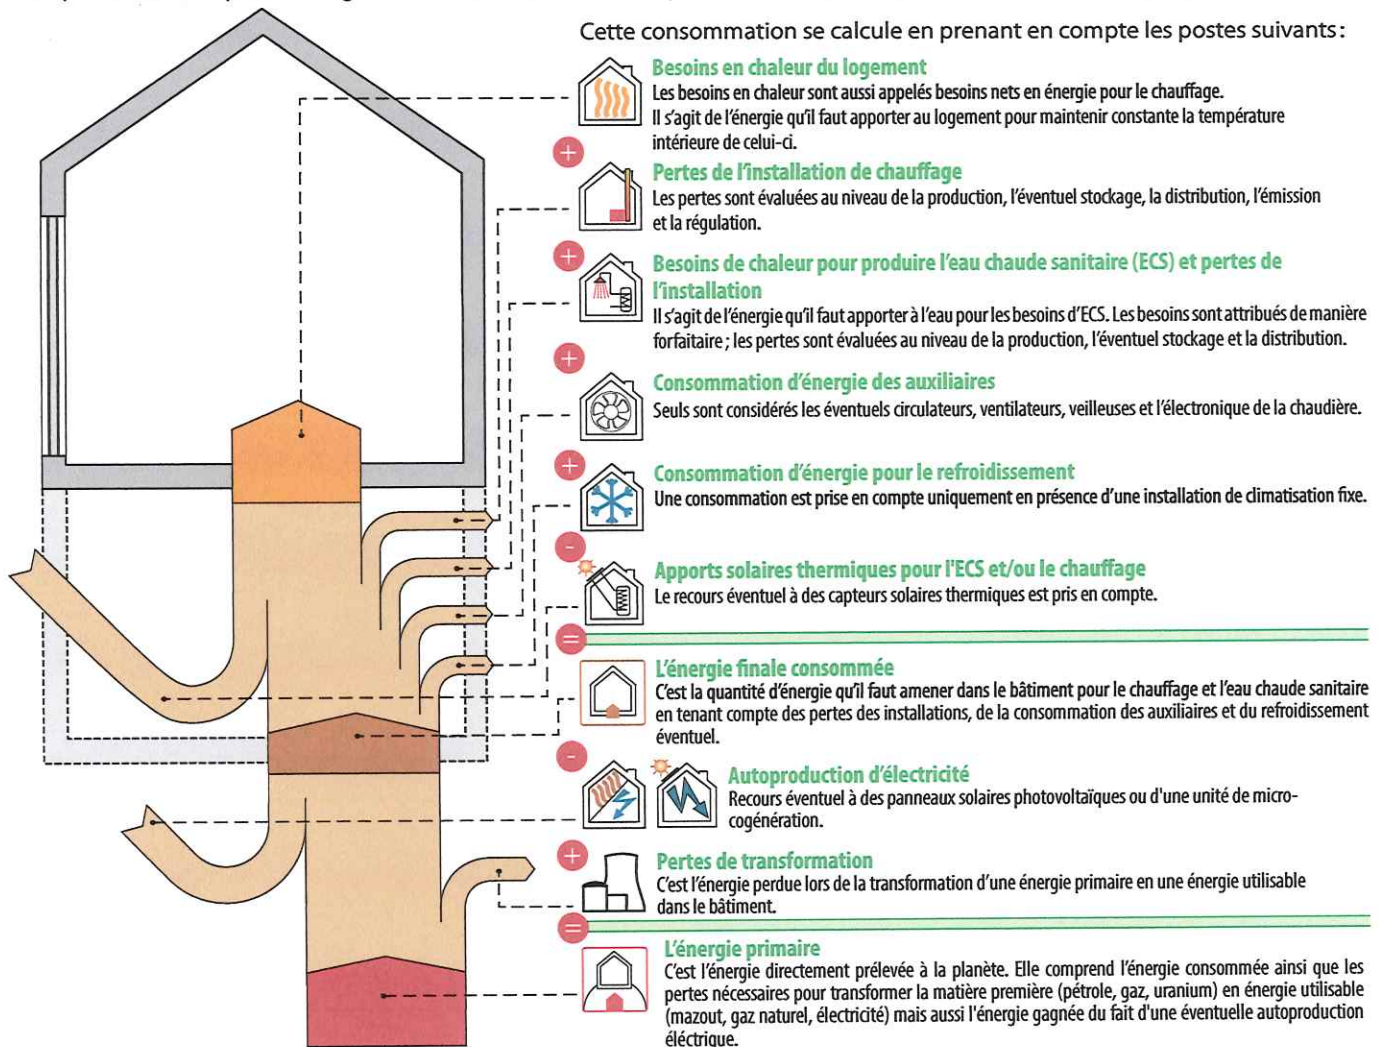 Cette consommation se calcule en prenant en compte les postes suivants :
Besoins en chaleur du logement
Les besoins en chaleur sont aussi appelés besoins nets en énergie pour le chauffage.
Il s'agit de l'énergie qu'il faut apporter au logement pour maintenir constante la température
intérieure de celui-ci.
+
Pertes de l'installation de chauffage
Les pertes sont évaluées au niveau de la production, l'éventuel stockage, la distribution, l'émission
et la régulation.
+
Besoins de chaleur pour produire l'eau chaude sanitaire (ECS) et pertes de
l'installation
Il s'agit de l'énergie qu'il faut apporter à l'eau pour les besoins d'ECS. Les besoins sont attribués de manière
forfaitaire ; les pertes sont évaluées au niveau de la production, l'éventuel stockage et la distribution.
+
Consommation d'énergie des auxiliaires
Seuls sont considérés les éventuels circulateurs, ventilateurs, veilleuses et l'électronique de la chaudière.
+
Consommation d'énergie pour le refroidissement
Une consommation est prise en compte uniquement en présence d'une installation de climatisation fixe.
-
Apports solaires thermiques pour l'ECS et/ou le chauffage
Le recours éventuel à des capteurs solaires thermiques est pris en compte.
=
L'énergie finale consommée
C'est la quantité d'énergie qu'il faut amener dans le bâtiment pour le chauffage et l'eau chaude sanitaire
en tenant compte des pertes des installations, de la consommation des auxiliaires et du refroidissement
éventuel.
-
Autoproduction d'électricité
Recours éventuel à des panneaux solaires photovoltaïques ou d'une unité de micro-
cogénération.
+
Pertes de transformation
C'est l'énergie perdue lors de la transformation d'une énergie primaire en une énergie utilisable
dans le bâtiment.
=
L'énergie primaire
C'est l'énergie directement prélevée à la planète. Elle comprend l'énergie consommée ainsi que les
pertes nécessaires pour transformer la matière première (pétrole, gaz, uranium) en énergie utilisable
(mazout, gaz naturel, électricité) mais aussi l'énergie gagnée du fait d'une éventuelle autoproduction
éléctrique.